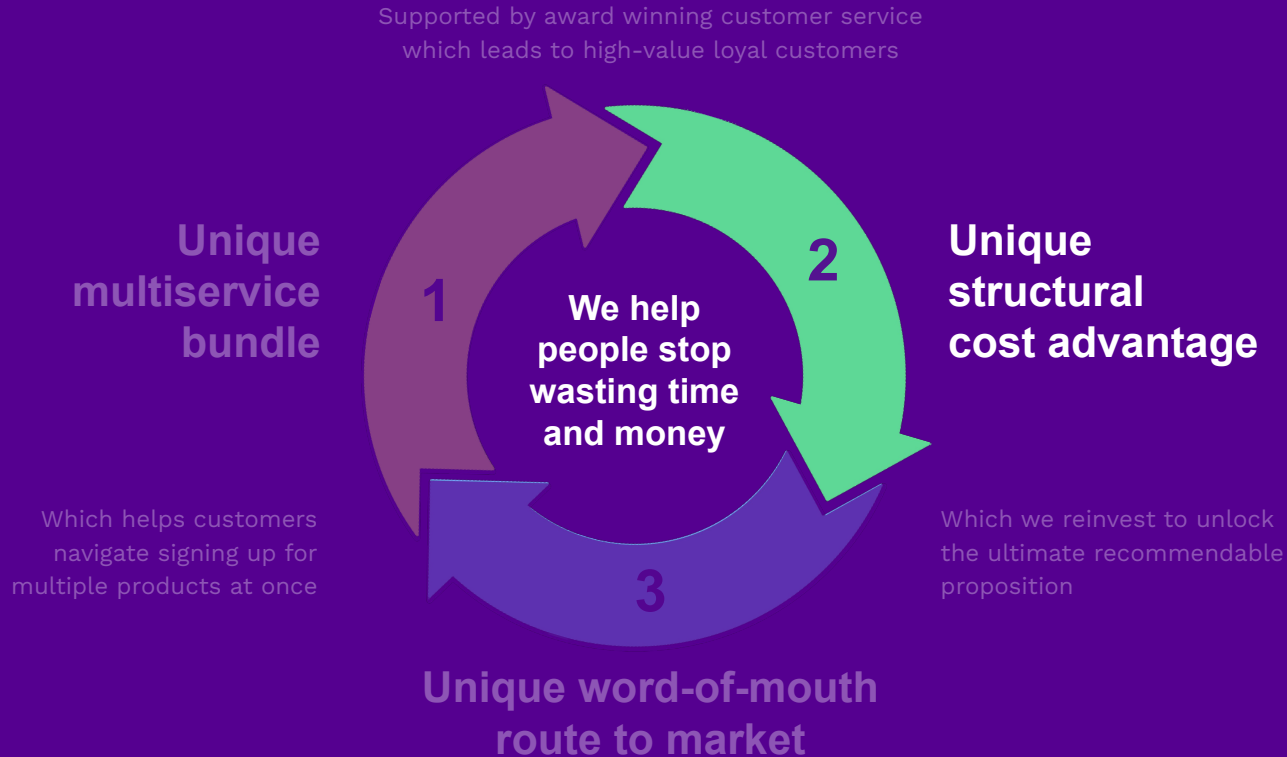 Supported by award winning customer service
which leads to high-value loyal customers
Unique
multiservice
bundle
1
2
Unique
structural
cost advantage
We help
people stop
wasting time
and money
Which helps customers
navigate signing up for
multiple products at once
Which we reinvest to unlock
the ultimate recommendable
proposition
3
Unique word-of-mouth
route to market